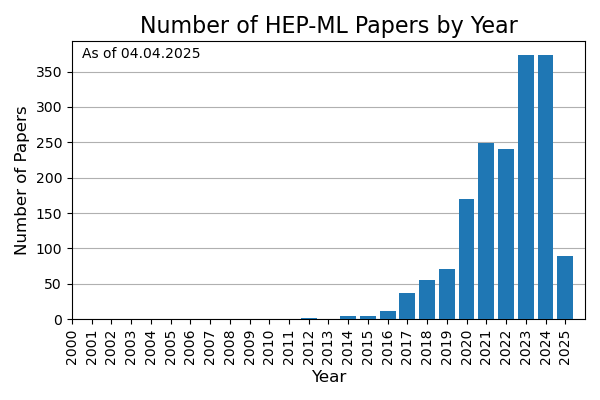 Number of HEP-ML Papers by Year
As of 04.04.2025
Number of Papers
350
300
250
200
150
100
50
0
2000 2001 2002 2003 2004 2005 2006 2007 2008 2009 2010 2011 2012 2013 2014 2015 2016 2017 2018 2019 2020 2021 2022 2023 2024 2025
Year